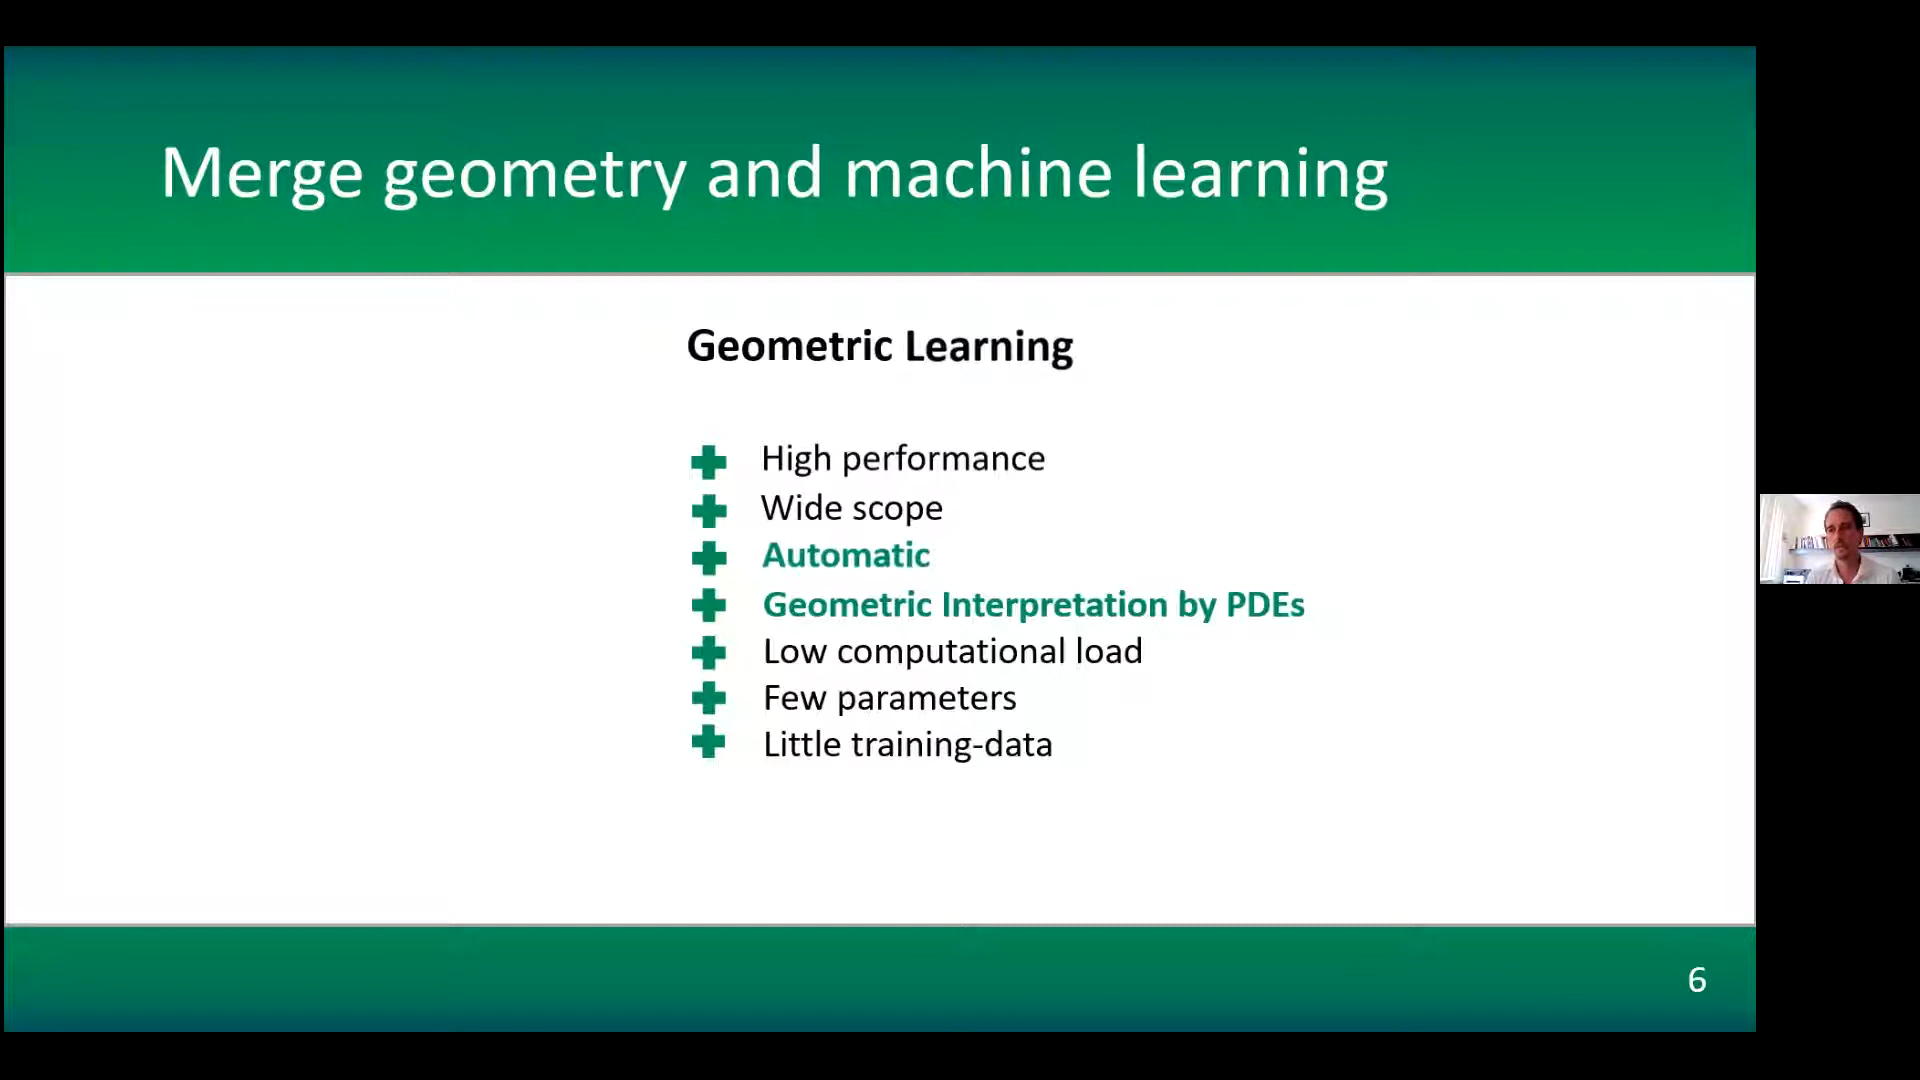 Merge geometry and machine learning
Geometric Learning
High performance
Wide scope
Automatic
Geometric Interpretation by PDEs
Low computational load
Few parameters
Little training-data
6